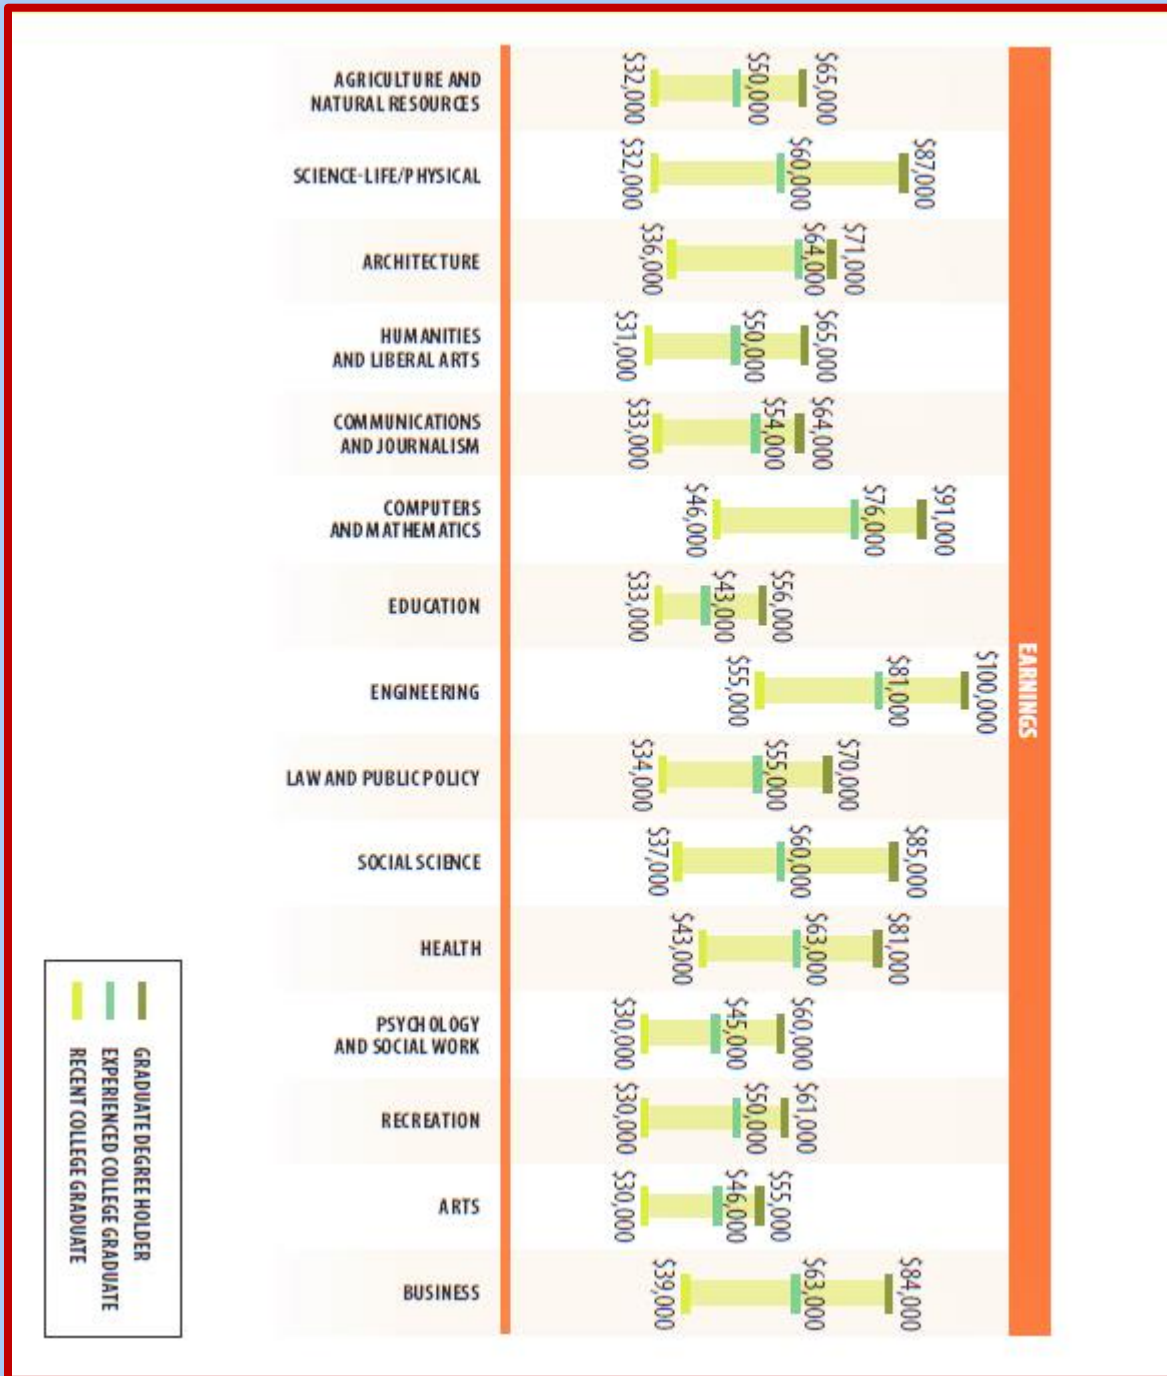 EARNINGS
AGRICULTURE AND
NATURAL RESOURCES
$32,000
$50,000
$65,000
SCIENCE-LIFE/PHYSICAL
$32,000
$60,000
$87,000
ARCHITECTURE
$36,000
$64,000
$71,000
HUMANITIES
AND LIBERAL ARTS
$31,000
$50,000
$65,000
COMMUNICATIONS
AND JOURNALISM
$33,000
$54,000
$64,000
COMPUTERS
AND MATHEMATICS
$46,000
$76,000
$91,000
EDUCATION
$33,000
$43,000
$56,000
ENGINEERING
$55,000
$81,000
$100,000
LAW AND PUBLIC POLICY
$34,000
$55,000
$70,000
SOCIAL SCIENCE
$37,000
$60,000
$85,000
HEALTH
$43,000
$63,000
$81,000
PSYCHOLOGY
AND SOCIAL WORK
$30,000
$45,000
$60,000
RECREATION
$30,000
$50,000
$61,000
ARTS
$30,000
$46,000
$55,000
BUSINESS
$39,000
$63,000
$84,000
GRADUATE DEGREE HOLDER
EXPERIENCED COLLEGE GRADUATE
RECENT COLLEGE GRADUATE